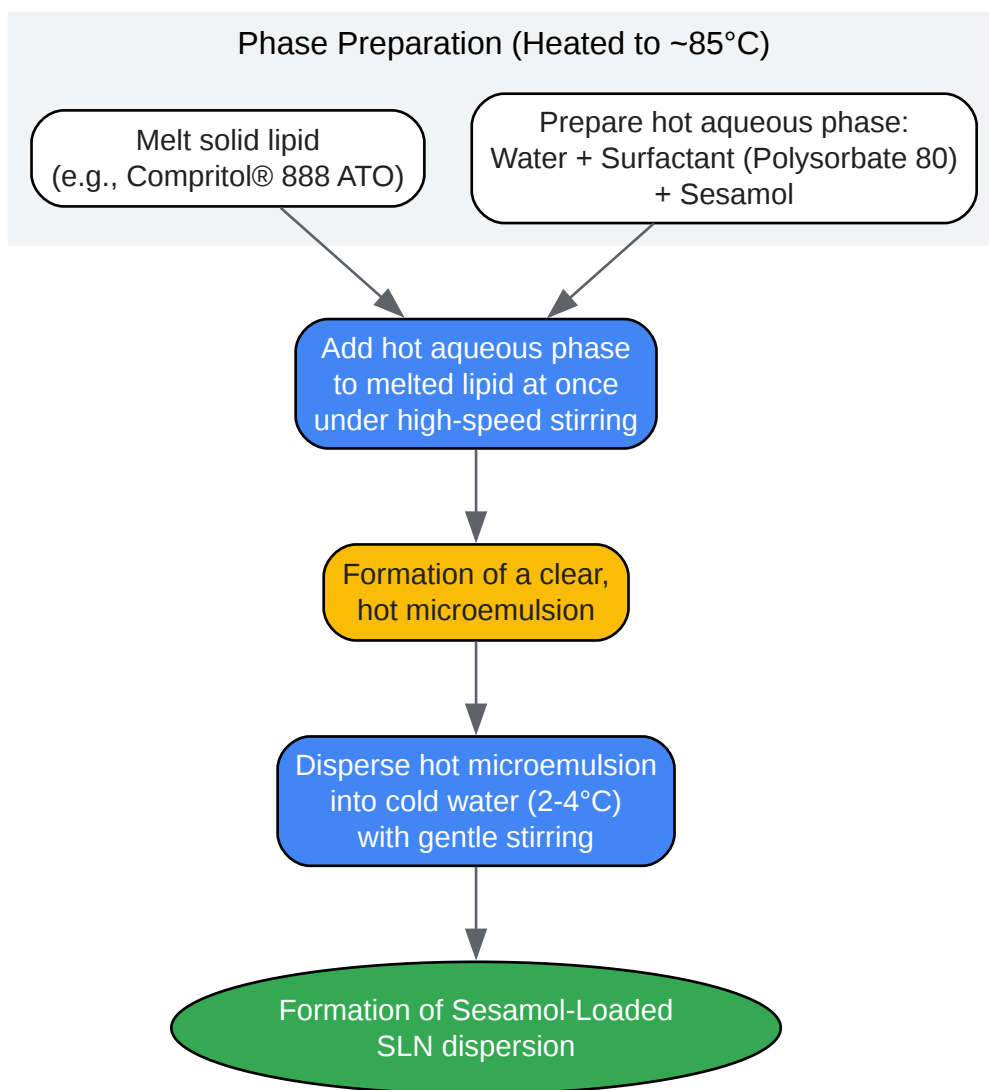 Phase Preparation (Heated to ~85°C)
Melt solid lipid
(e.g., Compritol® 888 ATO)
Prepare hot aqueous phase:
Water + Surfactant (Polysorbate 80)
+ Sesamol
Add hot aqueous phase
to melted lipid at once
under high-speed stirring
Formation of a clear,
hot microemulsion
Disperse hot microemulsion
into cold water (2-4°C)
with gentle stirring
Formation of Sesamol-Loaded
SLN dispersion